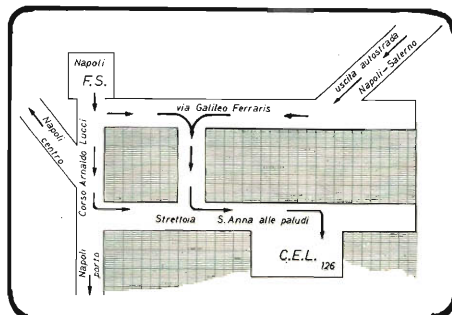 Napoli
F.S.
uscita autostrada
Napoli-Salerno
via Galileo Ferraris
Napoli
centro
Corso Arnaldo Lucci
Strettoia S. Anna alle paludi
C.E.L.
126
Napoli
porto